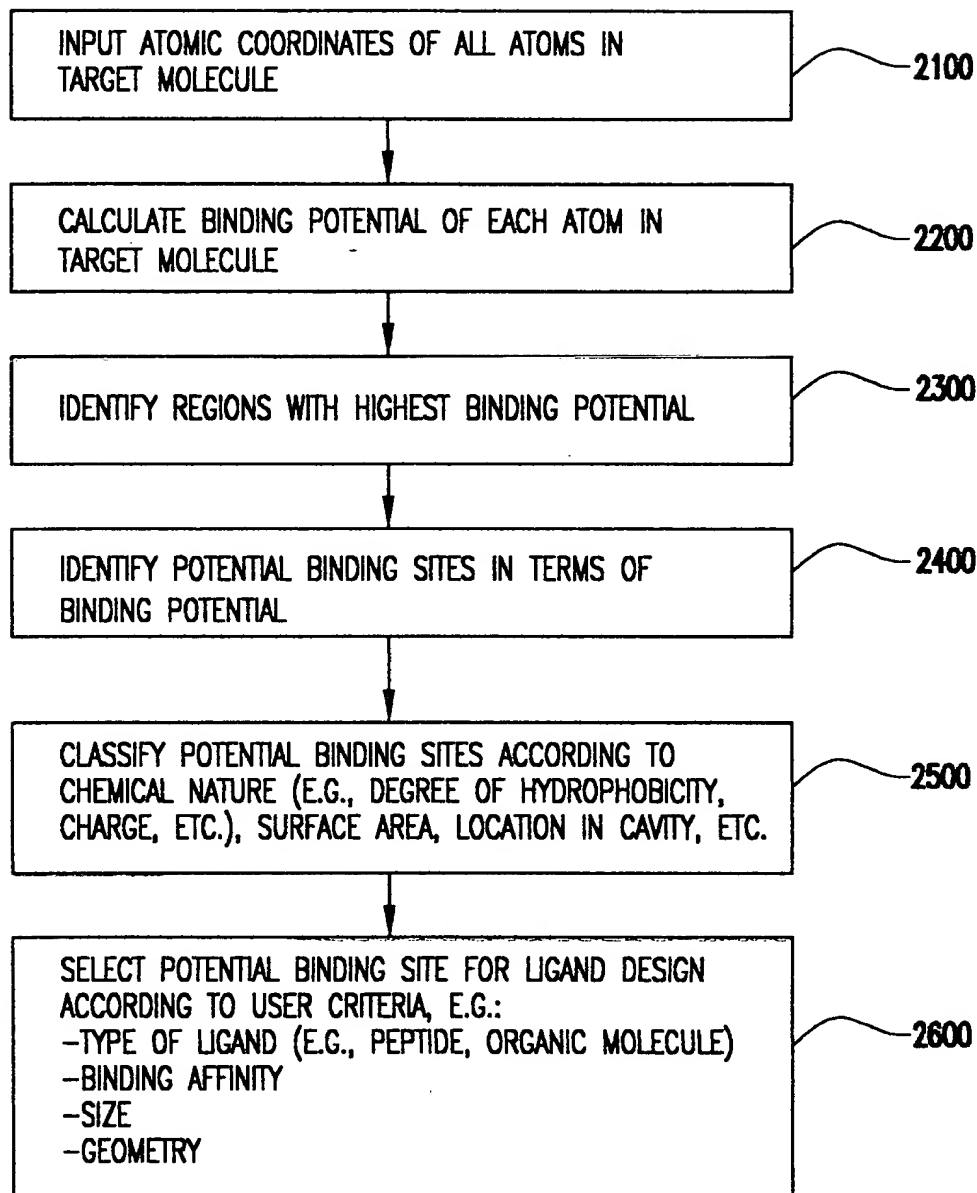 INPUT ATOMIC COORDINATES OF ALL ATOMS IN
TARGET MOLECULE
2100
CALCULATE BINDING POTENTIAL OF EACH ATOM IN
TARGET MOLECULE
2200
IDENTIFY REGIONS WITH HIGHEST BINDING POTENTIAL
2300
IDENTIFY POTENTIAL BINDING SITES IN TERMS OF
BINDING POTENTIAL
2400
CLASSIFY POTENTIAL BINDING SITES ACCORDING TO
CHEMICAL NATURE (E.G., DEGREE OF HYDROPHOBICITY,
CHARGE, ETC.), SURFACE AREA, LOCATION IN CAVITY, ETC.
2500
SELECT POTENTIAL BINDING SITE FOR LIGAND DESIGN
ACCORDING TO USER CRITERIA, E.G.:
-TYPE OF LIGAND (E.G., PEPTIDE, ORGANIC MOLECULE)
-BINDING AFFINITY
-SIZE
-GEOMETRY
2600